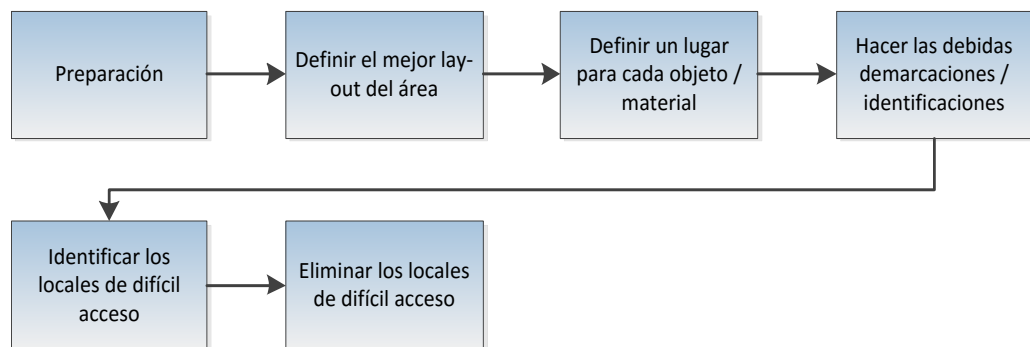 Preparación
Definir el mejor lay-
out del área
Definir un lugar
para cada objeto /
material
Hacer las debidas
demarcaciones /
identificaciones
Identificar los
locales de difícil
acceso
Eliminar los locales
de difícil acceso